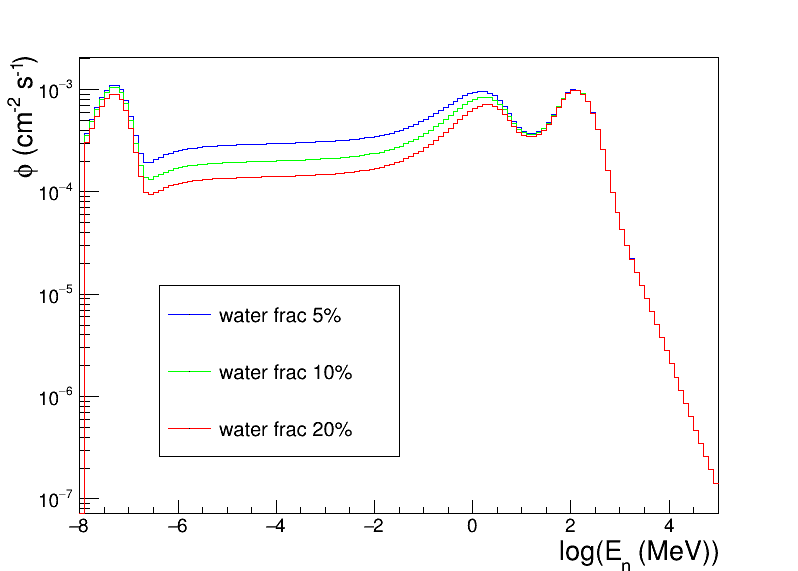 ϕ (cm⁻² s⁻¹)
10⁻³
10⁻⁴
10⁻⁵
10⁻⁶
10⁻⁷
water frac 5%
water frac 10%
water frac 20%
−8 −6 −4 −2 0 2 4
log(Eₙ (MeV))